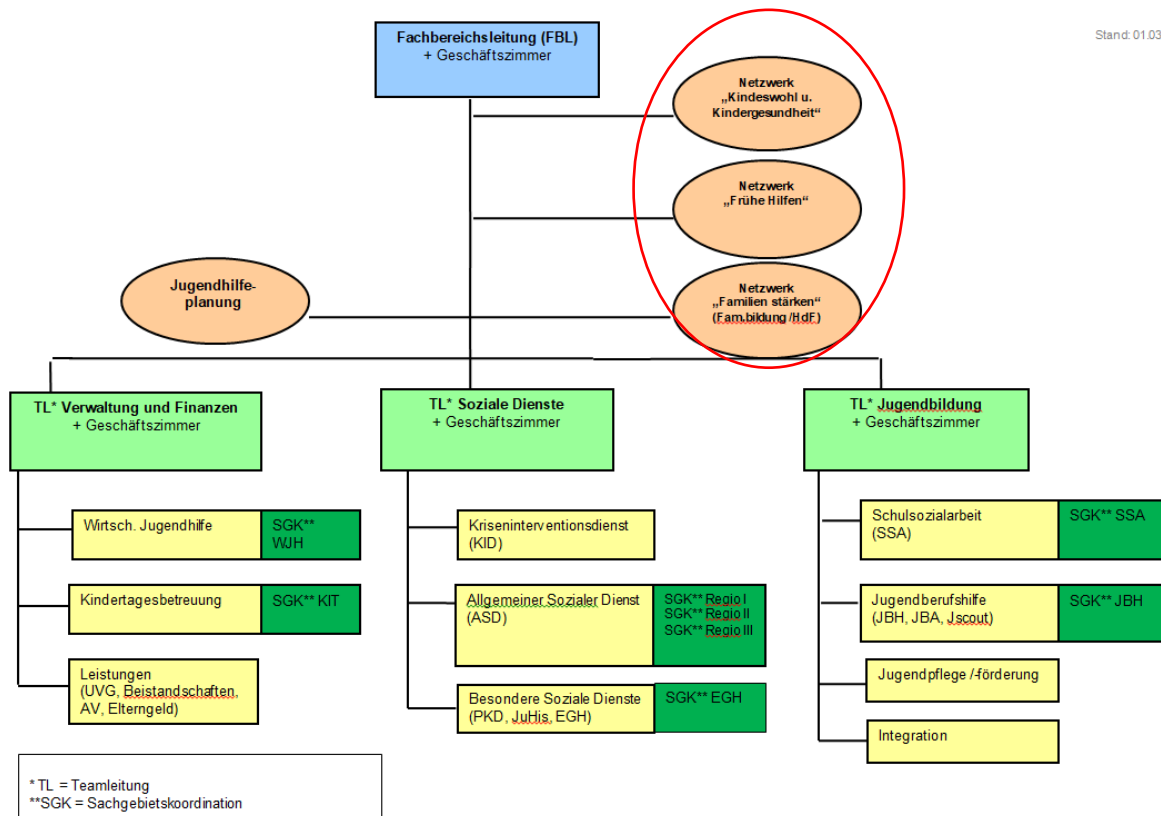 Fachbereichsleitung (FBL)
+ Geschäftszimmer
Stand: 01.03
Netzwerk
„Kindeswohl u.
Kindergesundheit“
Netzwerk
„Frühe Hilfen“
Jugendhilfe-
planung
Netzwerk
„Familien stärken“
(Fam.bildung /HdF)
TL* Verwaltung und Finanzen
+ Geschäftszimmer
TL* Soziale Dienste
+ Geschäftszimmer
TL* Jugendbildung
+ Geschäftszimmer
Wirtsch. Jugendhilfe
SGK**
WJH
Kindertagesbetreuung
SGK** KIT
Leistungen
(UVG, Beistandschaften,
AV, Elterngeld)
Kriseninterventionsdienst
(KID)
Allgemeiner Sozialer Dienst
(ASD)
SGK** Regio I
SGK** Regio II
SGK** Regio III
Besondere Soziale Dienste
(PKD, JuHis, EGH)
SGK** EGH
Schulsozialarbeit
(SSA)
SGK** SSA
Jugendberufshilfe
(JBH, JBA, Jscout)
SGK** JBH
Jugendpflege /-förderung
Integration
* TL = Teamleitung
**SGK = Sachgebietskoordination